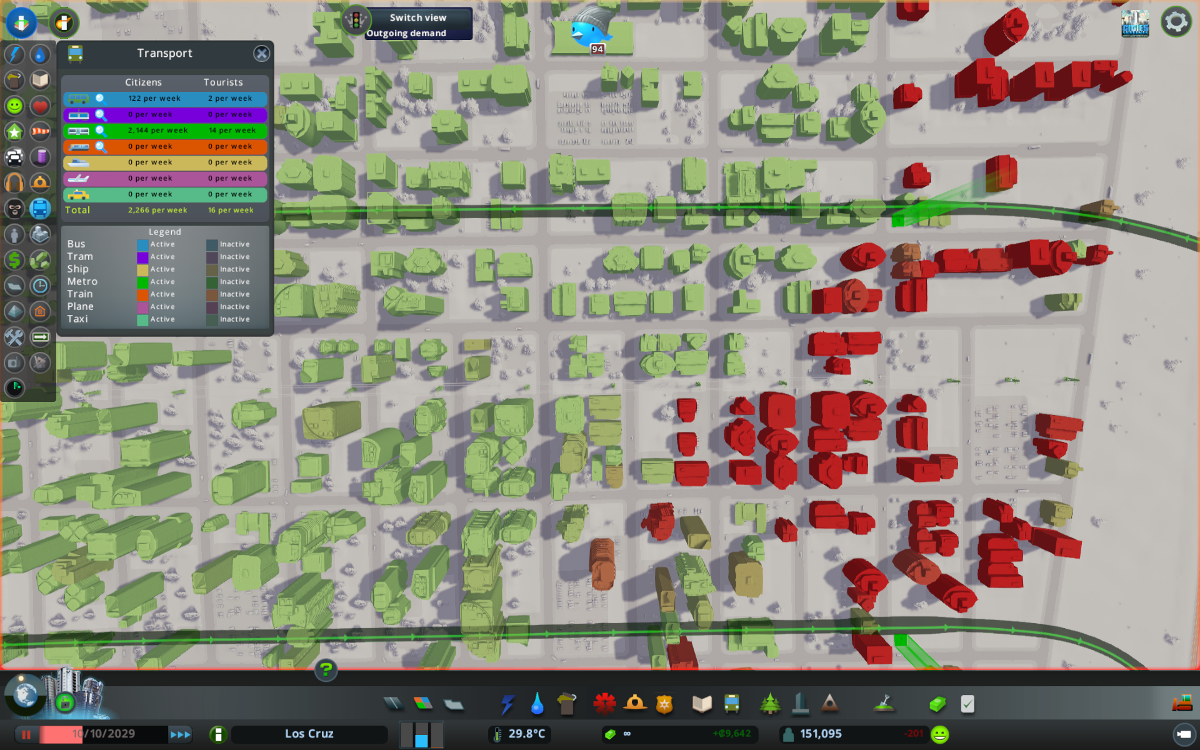 Switch view
Outgoing demand
94
Transport
Citizens Tourists
122 per week 2 per week
0 per week 0 per week
2,144 per week 14 per week
0 per week 0 per week
0 per week 0 per week
0 per week 0 per week
0 per week 0 per week
Total 2,266 per week 16 per week
Legend
Bus Active Inactive
Tram Active Inactive
Ship Active Inactive
Metro Active Inactive
Train Active Inactive
Plane Active Inactive
Taxi Active Inactive
?
10/10/2029
Los Cruz
29.8°C
∞
+₡9,642
151,095
-201